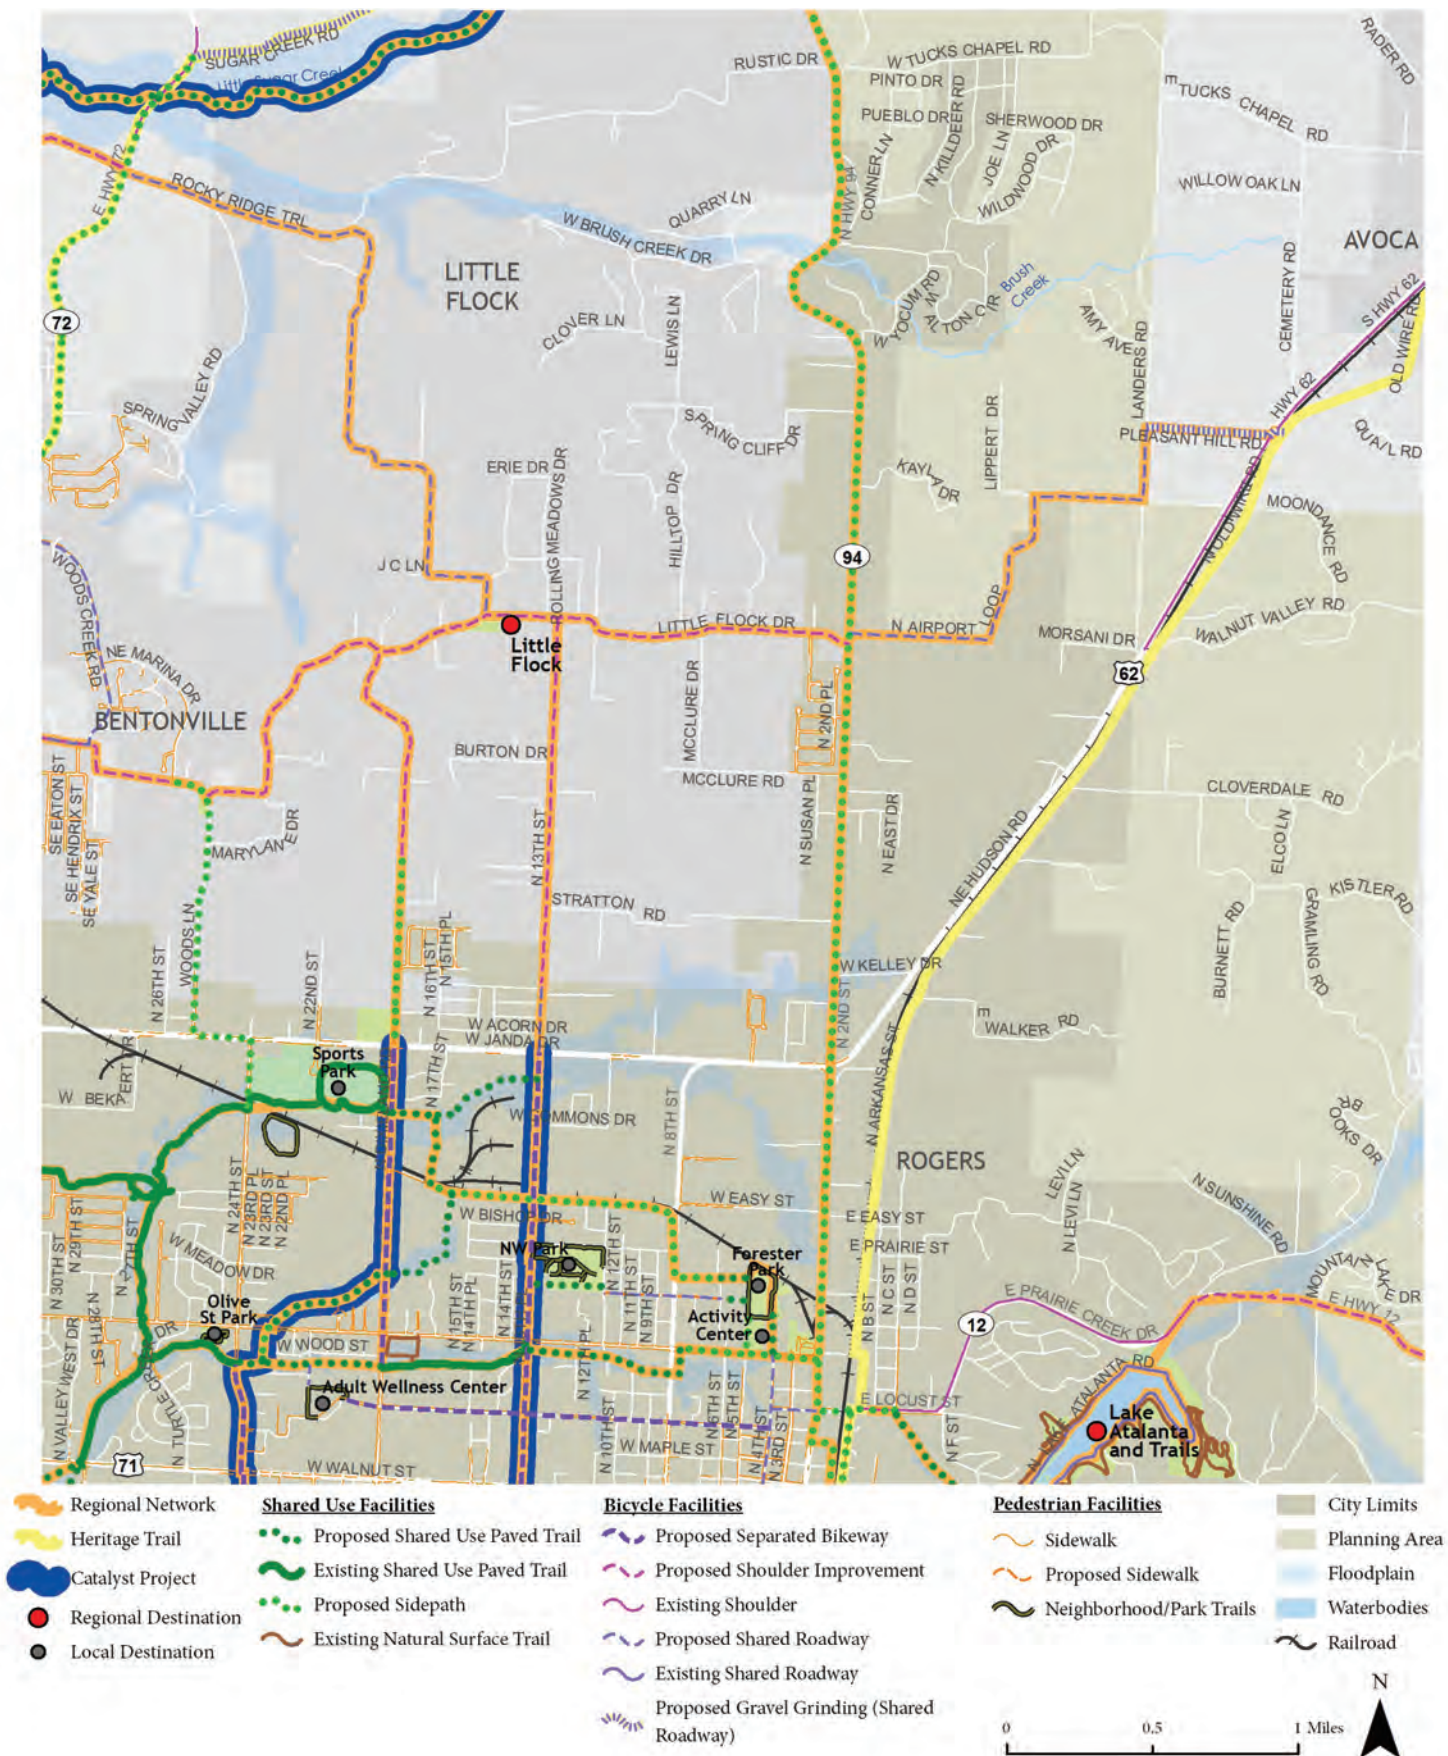 SUGAR CREEK RD
Little Sugar Creek
RUSTIC DR
W TUCKS CHAPEL RD
RADER RD
PINTO DR
PUEBLO DR
SHERWOOD DR
E TUCKS CHAPEL RD
CONNER LN
N KILLDEER RD
JOE LN
WILDWOOD DR
WILLOW OAK LN
E HWY 72
ROCKY RIDGE TRL
QUARRY LN
W BRUSH CREEK DR
N HWY 94
AVOCA
CEMETERY RD
LITTLE
FLOCK
W YOCUM RD
W ALTON CIR
Brush
Creek
AMY AVE
LANDERS RD
S HWY 62
OLD WIRE RD
72
CLOVER LN
LEWIS LN
HWY 62
SPRING VALLEY RD
SPRING CLIFF DR
LIPPERT DR
PLEASANT HILL RD
QUAIL RD
ERIE DR
ROLLING MEADOWS DR
HILLTOP DR
KAYLA DR
N OLD WIRE RD
MOONDANCE RD
94
WOODS CREEK RD
J C LN
LITTLE FLOCK DR
N AIRPORT LOOP
MORSANI DR
WALNUT VALLEY RD
Little
Flock
62
NE MARINA DR
BENTONVILLE
MCCLURE DR
N 2ND PL
BURTON DR
MCCLURE RD
SE EATON ST
SE HENDRIX ST
SE YALE ST
MARYLANE DR
N 13TH ST
N SUSAN PL
N EAST DR
NE HUDSON RD
CLOVERDALE RD
ELCO LN
KISTLER RD
GRAMLING RD
BURNETT RD
STRATTON RD
WOODS LN
N 26TH ST
N 22ND ST
N 16TH ST
N 15TH PL
W KELLEY DR
N 2ND ST
W ACORN DR
W JANDA DR
E WALKER RD
Sports
Park
N 17TH ST
W COMMONS DR
N 8TH ST
N ARKANSAS ST
BROOKS DR
ROGERS
LEVI LN
N LEVI LN
N SUNSHINE RD
N 24TH ST
N 23RD PL
N 23RD ST
N 22ND PL
W EASY ST
E EASY ST
W BISHOP DR
E PRAIRIE ST
N 30TH ST
N 29TH ST
N 27TH ST
N 28TH ST
W MEADOW DR
NW Park
N 12TH ST
Forester
Park
N C ST
N D ST
N B ST
MOUNTAIN LAKE DR
E HWY 12
E PRAIRIE CREEK DR
12
Olive
St Park
N 15TH ST
N 14TH PL
N 14TH ST
N 11TH ST
N 9TH ST
Activity
Center
W WOOD ST
N VALLEY WEST DR
N TURTLE CREEK DR
Adult Wellness Center
N 12TH PL
N 10TH ST
N 6TH ST
N 5TH ST
N 4TH ST
N 3RD ST
E LOCUST ST
N F ST
N LAKE ATALANTA RD
Lake
Atalanta
and Trails
W MAPLE ST
71
W WALNUT ST
Regional Network
Heritage Trail
Catalyst Project
Regional Destination
Local Destination
Shared Use Facilities
Proposed Shared Use Paved Trail
Existing Shared Use Paved Trail
Proposed Sidepath
Existing Natural Surface Trail
Bicycle Facilities
Proposed Separated Bikeway
Proposed Shoulder Improvement
Existing Shoulder
Proposed Shared Roadway
Existing Shared Roadway
Proposed Gravel Grinding (Shared
Roadway)
Pedestrian Facilities
Sidewalk
Proposed Sidewalk
Neighborhood/Park Trails
City Limits
Planning Area
Floodplain
Waterbodies
Railroad
N
0 0.5 1 Miles